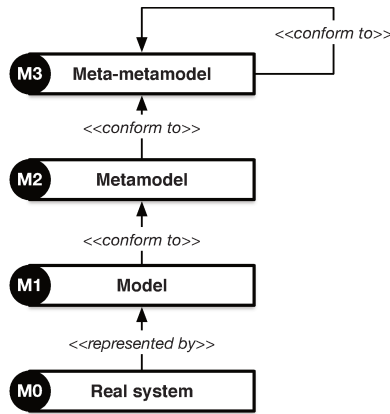 <<conform to>>
M3 Meta-metamodel
<<conform to>>
M2 Metamodel
<<conform to>>
M1 Model
<<represented by>>
M0 Real system